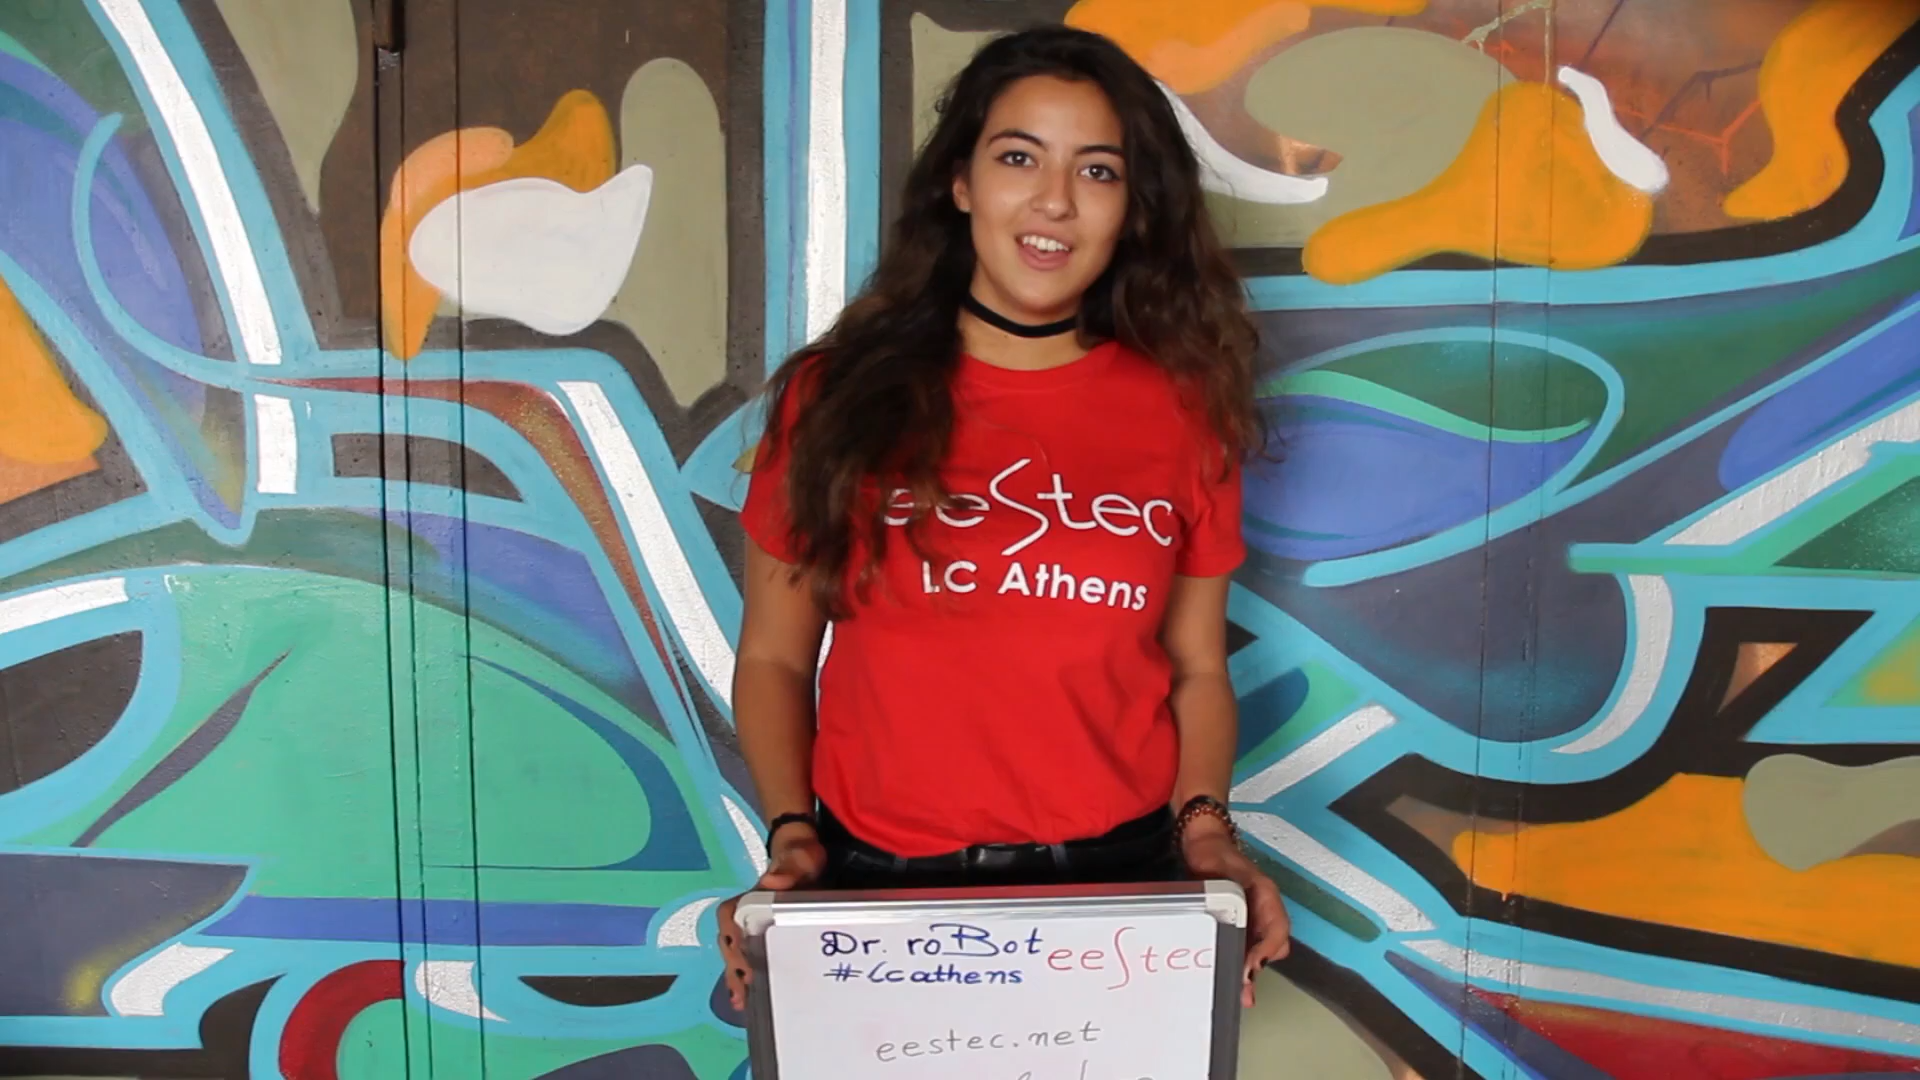 eestec
LC Athens
Dr. roBot eestec
#lcathens
eestec.net